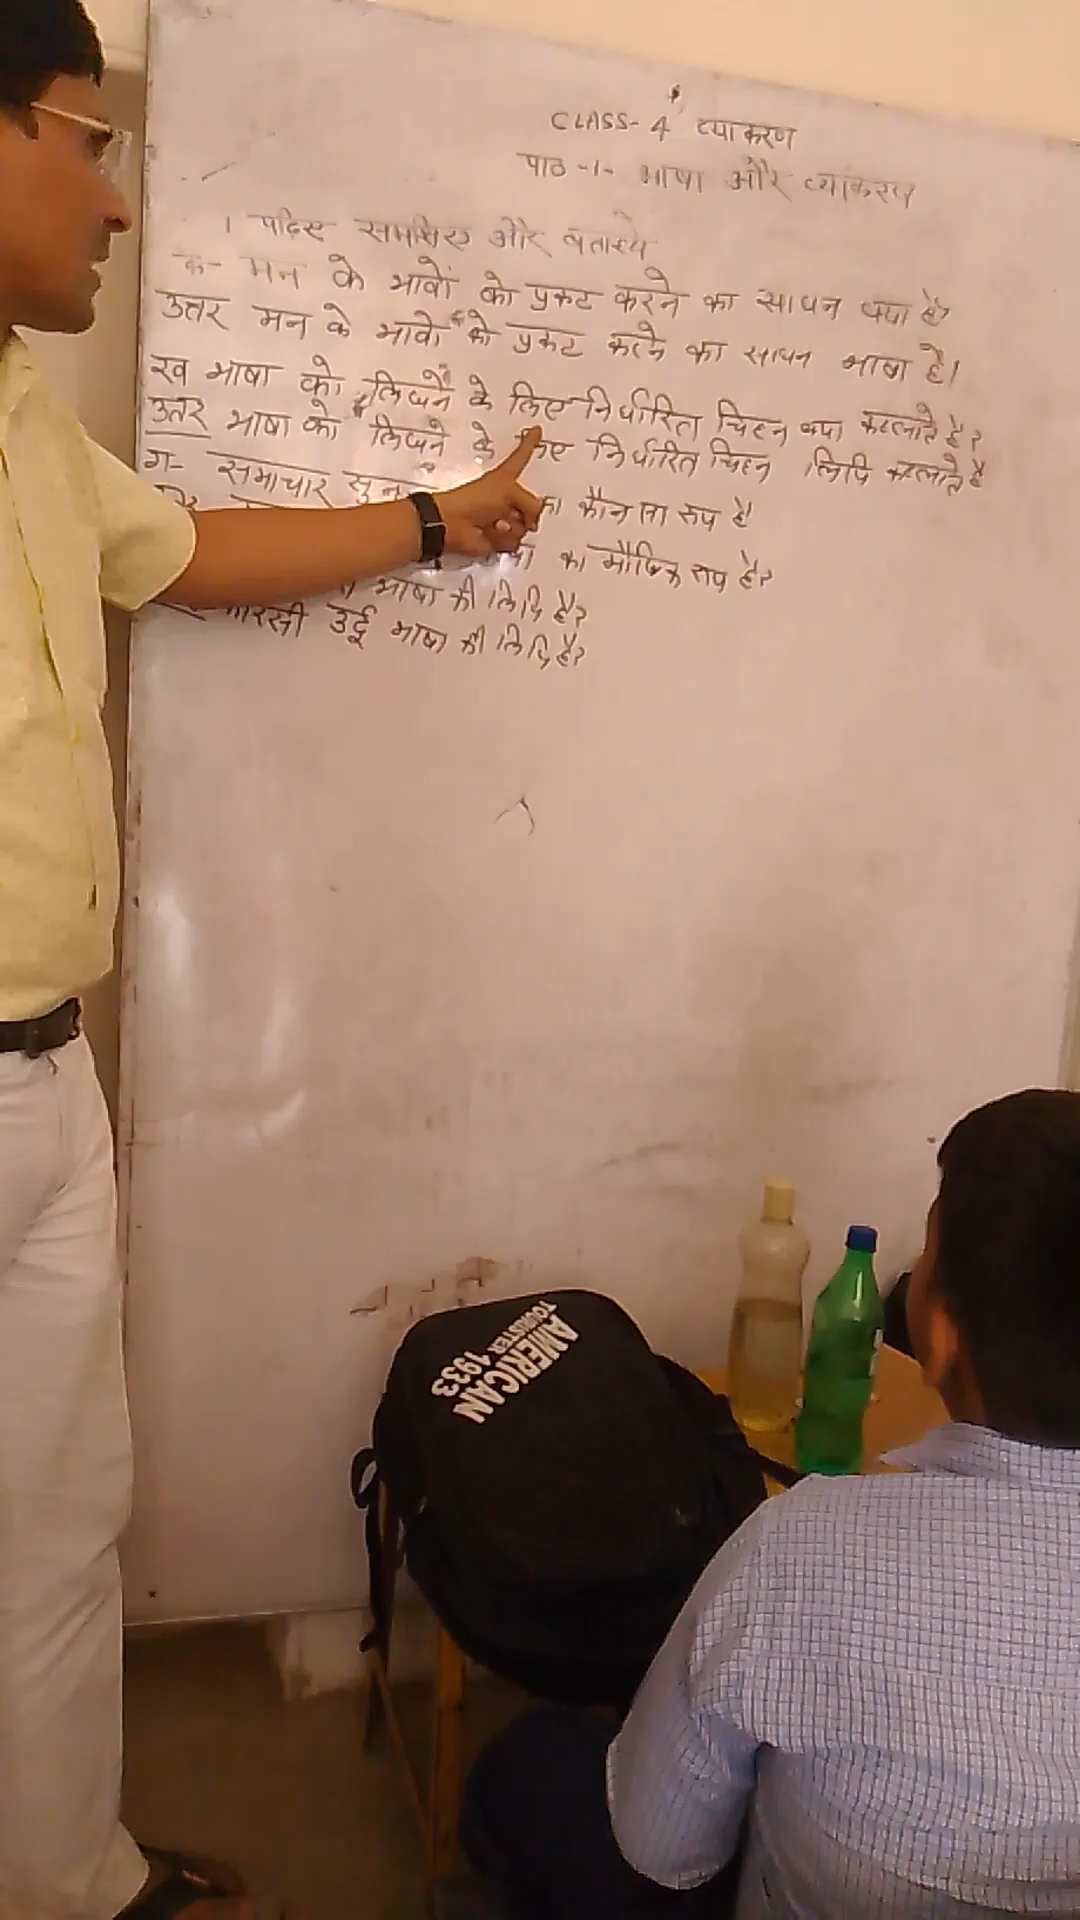 CLASS-4 व्याकरण
पाठ-1- भाषा और व्याकरण
1 पढ़िए समझिए और बताइये
क- मन के भावों को प्रकट करने का साधन क्या है?
उत्तर मन के भावों को प्रकट करने का साधन भाषा है।
ख भाषा को लिखने के लिए निर्धारित चिह्न क्या कहलाते है?
उत्तर भाषा को लिखने के लिए निर्धारित चिह्न लिपि कहलाते है
ग- समाचार सुन का कौन सा रूप है
का मौखिक रूप है?
भाषा की लिपि है?
उर्दू भाषा की लिपि है?
AMERICAN
TOURISTER 1933